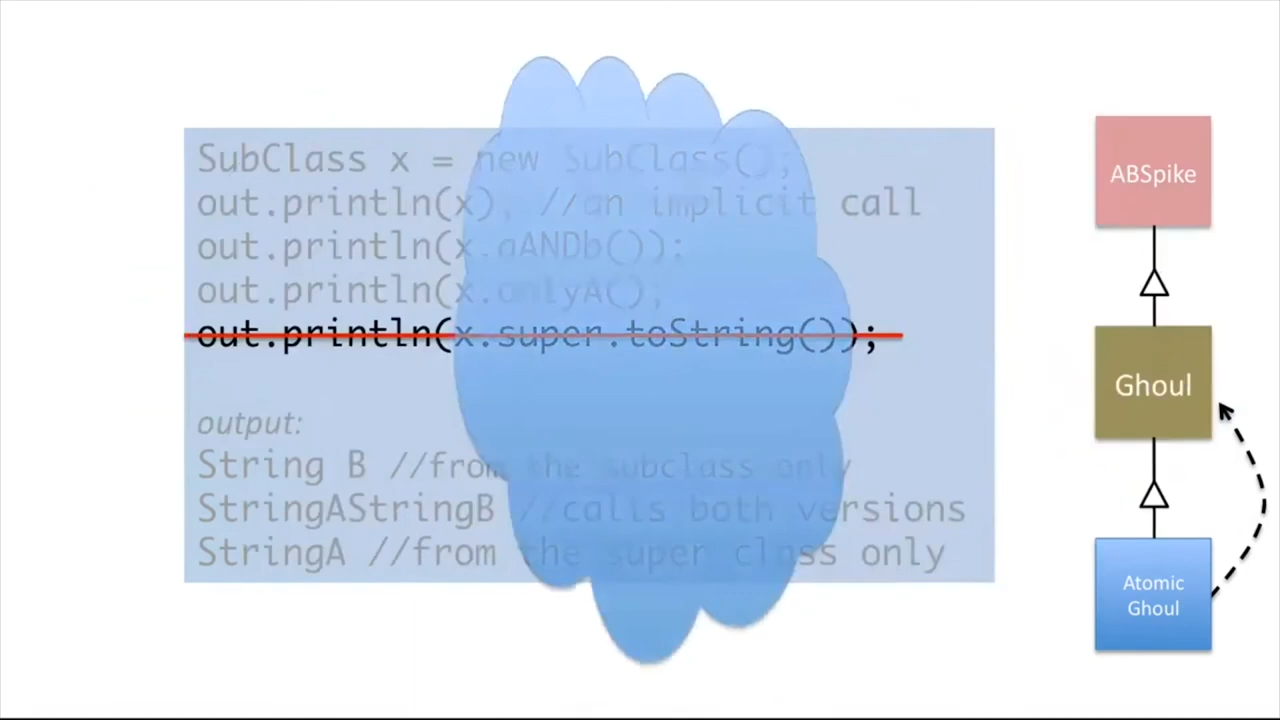 SubClass x = new SubClass();
out.println(x), //an implicit call
out.println(x.aANDb()):
out.println(x.onlyA();
out.println(x.super.toString());
output:
String B //from the subclass only
StringAStringB //calls both versions
StringA //from the super class only
ABSpike
Ghoul
Atomic
Ghoul